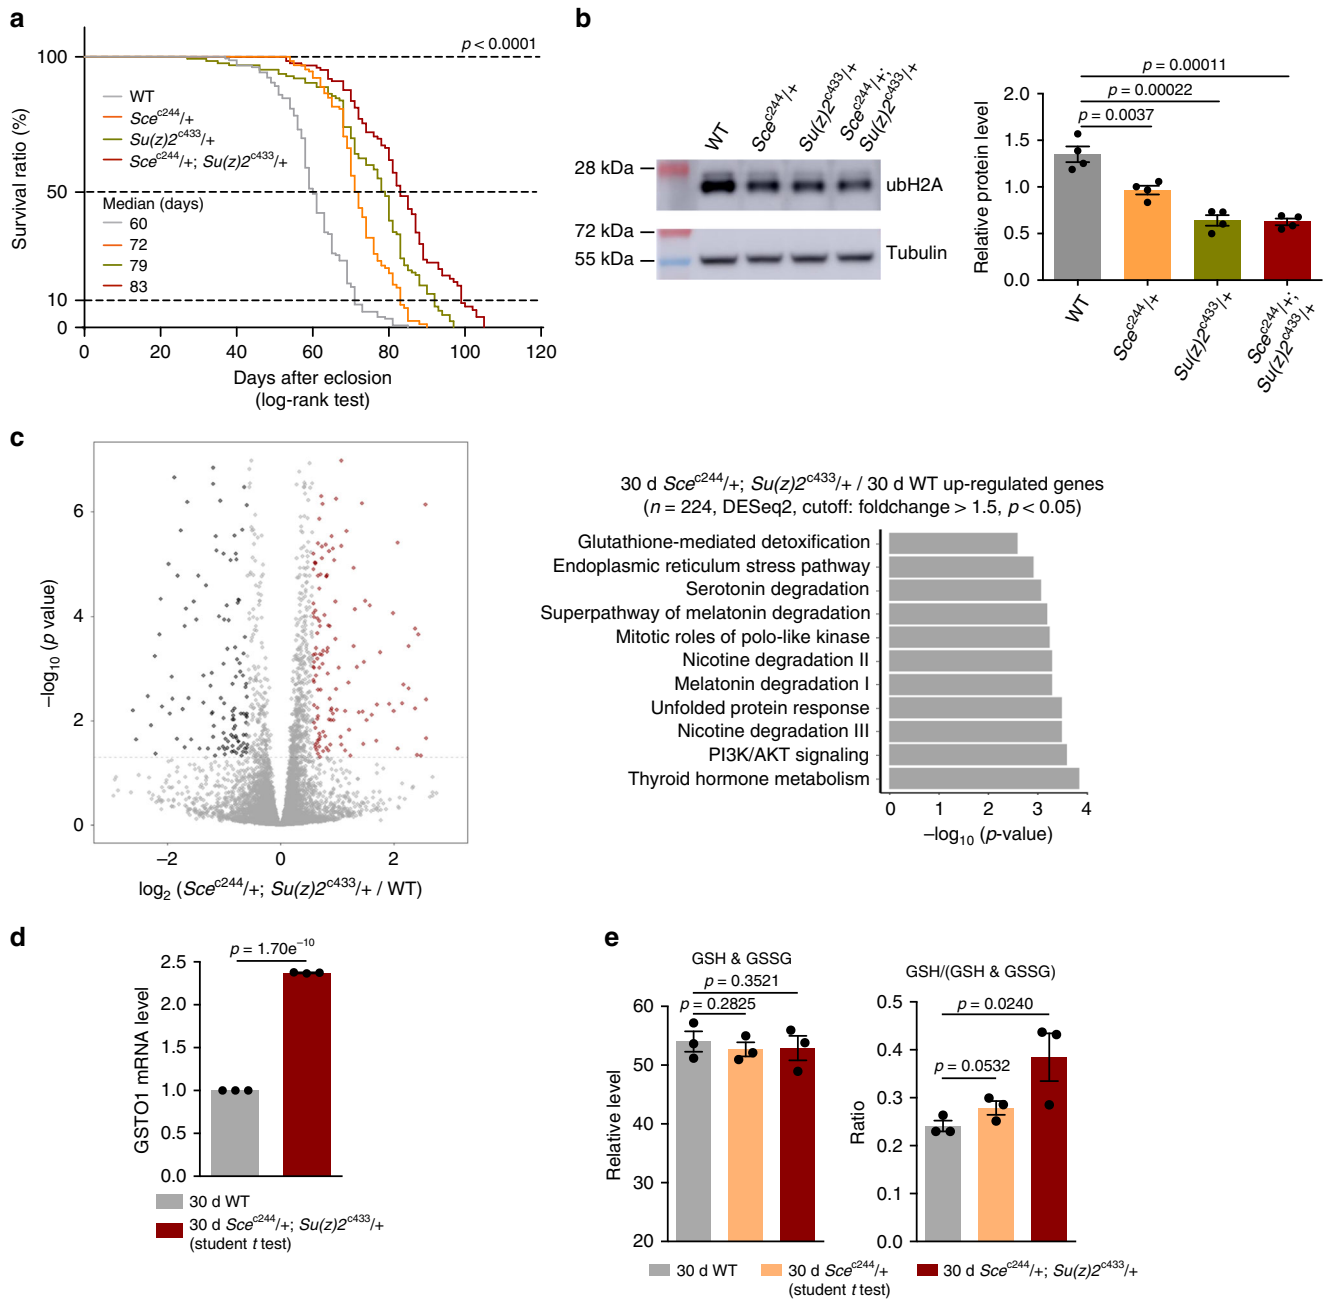 a
p < 0.0001
100
50
10
0
Survival ratio (%)
WT
Sce^c244/+
Su(z)2^c433/+
Sce^c244/+; Su(z)2^c433/+
Median (days)
60
72
79
83
0 20 40 60 80 100 120
Days after eclosion
(log-rank test)
b
WT
Sce^c244/+
Su(z)2^c433/+
Sce^c244/+;
Su(z)2^c433/+
28 kDa
ubH2A
72 kDa
55 kDa
Tubulin
p = 0.00011
p = 0.00022
p = 0.0037
2.0
1.5
1.0
0.5
0.0
Relative protein level
WT
Sce^c244/+
Su(z)2^c433/+
Sce^c244/+;
Su(z)2^c433/+
c
6
4
2
0
–log10 (p value)
–2 0 2
log2 (Sce^c244/+; Su(z)2^c433/+ / WT)
30 d Sce^c244/+; Su(z)2^c433/+ / 30 d WT up-regulated genes
(n = 224, DESeq2, cutoff: foldchange > 1.5, p < 0.05)
Glutathione-mediated detoxification
Endoplasmic reticulum stress pathway
Serotonin degradation
Superpathway of melatonin degradation
Mitotic roles of polo-like kinase
Nicotine degradation II
Melatonin degradation I
Unfolded protein response
Nicotine degradation III
PI3K/AKT signaling
Thyroid hormone metabolism
0 1 2 3 4
–log10 (p-value)
d
p = 1.70e^–10
2.5
2.0
1.5
1.0
0.5
0.0
GSTO1 mRNA level
30 d WT
30 d Sce^c244/+; Su(z)2^c433/+
(student t test)
e
GSH & GSSG
p = 0.3521
p = 0.2825
60
50
40
30
20
Relative level
GSH/(GSH & GSSG)
p = 0.0240
p = 0.0532
0.5
0.4
0.3
0.2
0.1
0.0
Ratio
30 d WT
30 d Sce^c244/+
(student t test)
30 d Sce^c244/+; Su(z)2^c433/+